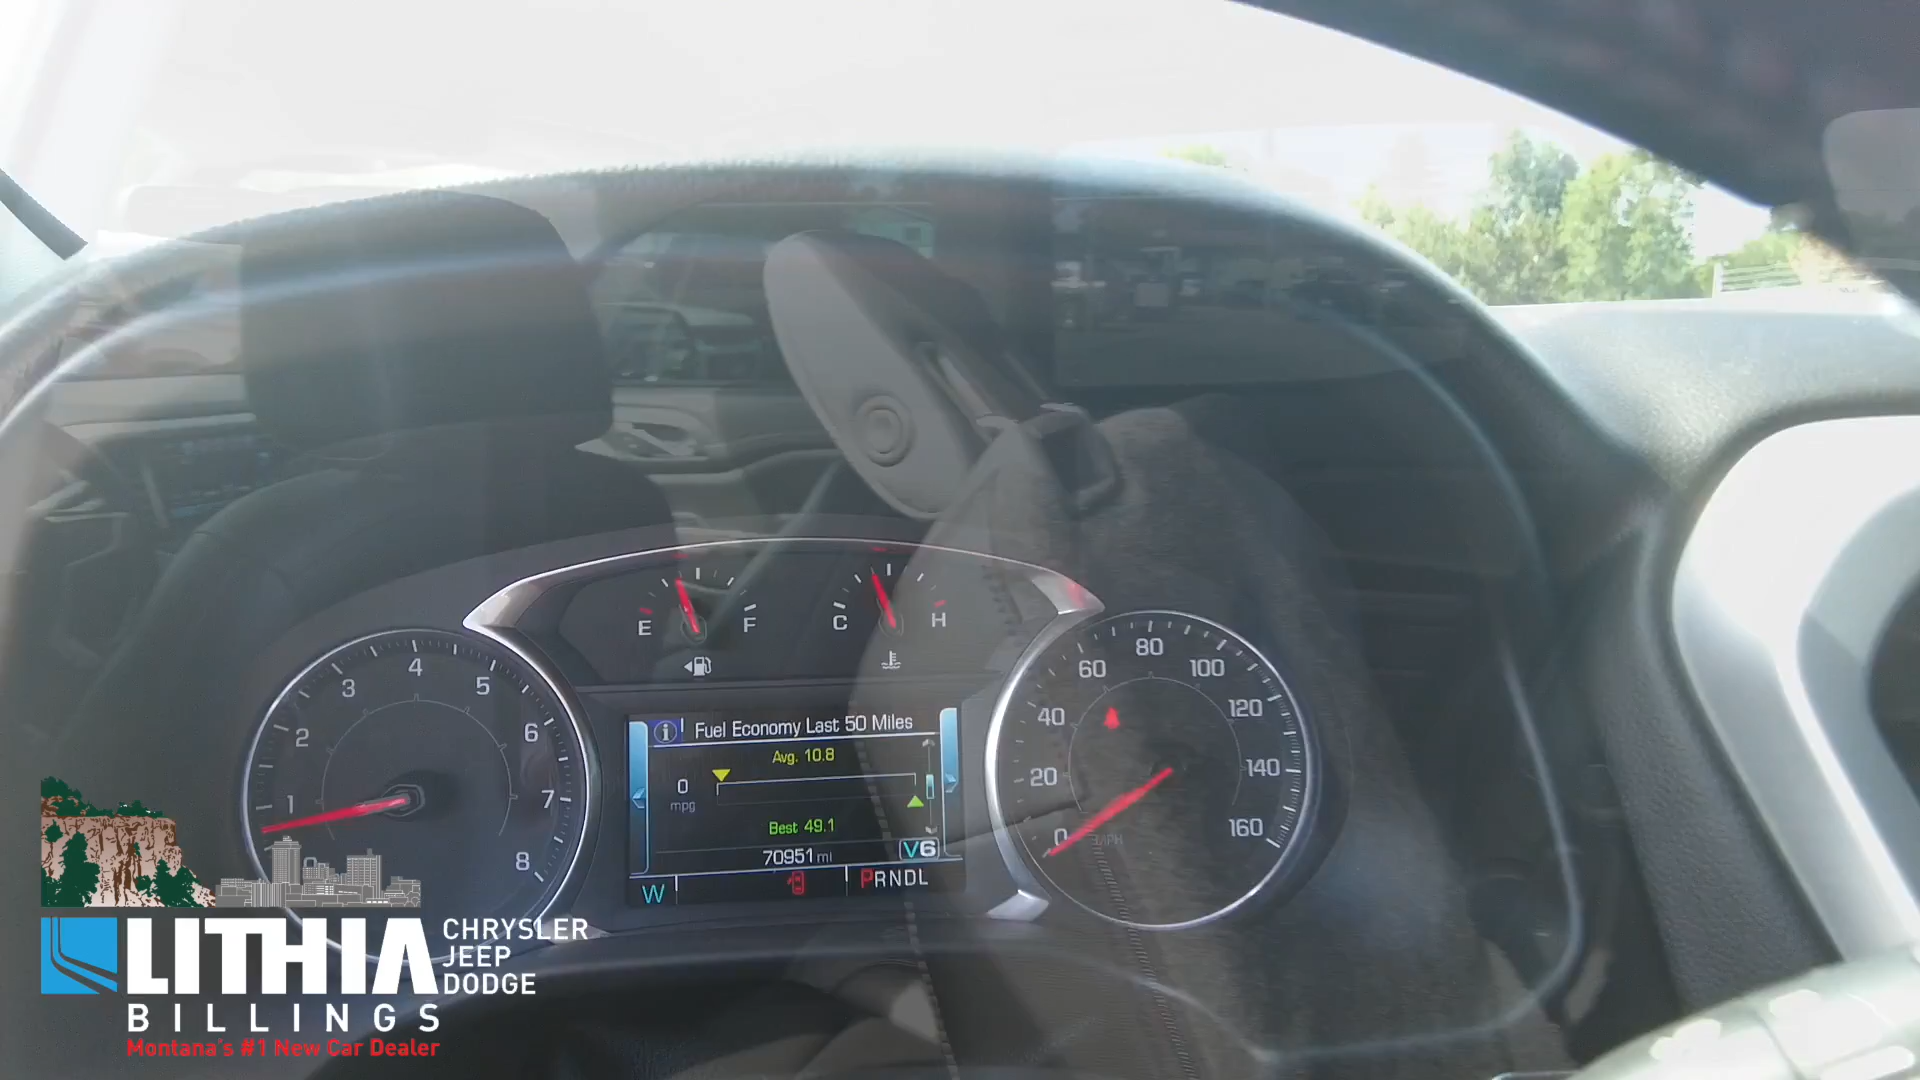 E F
C H
1 2 3 4 5 6 7 8
0 20 40 60 80 100 120 140 160
MPH
i Fuel Economy Last 50 Miles
Avg. 10.8
0
mpg
Best 49.1
70951 mi
V6
W
PRNDL
LITHIA
CHRYSLER
JEEP
DODGE
BILLINGS
Montana's #1 New Car Dealer